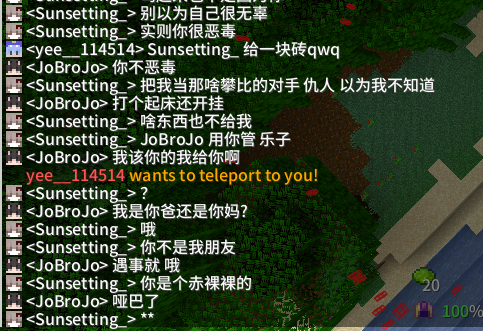 <Sunsetting_> 别以为自己很无辜
<Sunsetting_> 实则你很恶毒
<yee__114514> Sunsetting_ 给一块砖qwq
<JoBroJo> 你不恶毒
<Sunsetting_> 把我当那啥攀比的对手 仇人 以为我不知道
<JoBroJo> 打个起床还开挂
<Sunsetting_> 啥东西也不给我
<Sunsetting_> JoBroJo 用你管 乐子
<JoBroJo> 我该你的我给你啊
yee__114514 wants to teleport to you!
<Sunsetting_> ?
<JoBroJo> 我是你爸还是你妈?
<Sunsetting_> 哦
<Sunsetting_> 你不是我朋友
<JoBroJo> 遇事就 哦
<Sunsetting_> 你是个赤裸裸的
<JoBroJo> 哑巴了
<Sunsetting_> **
20
100%